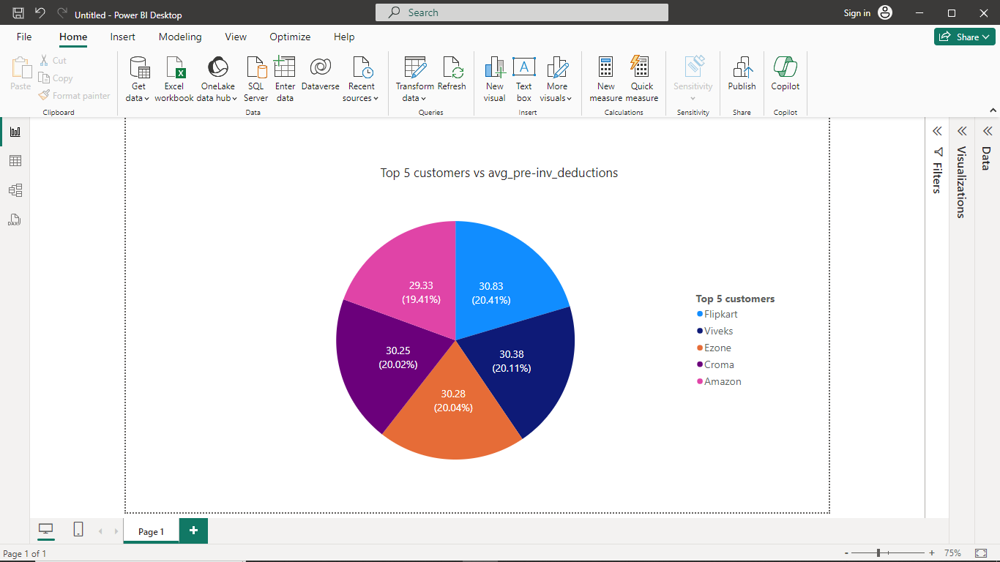 Untitled - Power BI Desktop
Search
Sign in
File Home Insert Modeling View Optimize Help
Share
Paste
Cut
Copy
Format painter
Clipboard
Get data
Excel workbook
OneLake data hub
SQL Server
Enter data
Dataverse
Recent sources
Data
Transform data
Refresh
Queries
New visual
Text box
More visuals
Insert
New measure
Quick measure
Calculations
Sensitivity
Sensitivity
Publish
Share
Copilot
Copilot
DAX
Top 5 customers vs avg_pre-inv_deductions
29.33
(19.41%)
30.83
(20.41%)
30.25
(20.02%)
30.38
(20.11%)
30.28
(20.04%)
Top 5 customers
Flipkart
Viveks
Ezone
Croma
Amazon
Filters
Visualizations
Data
Page 1
Page 1 of 1
75%